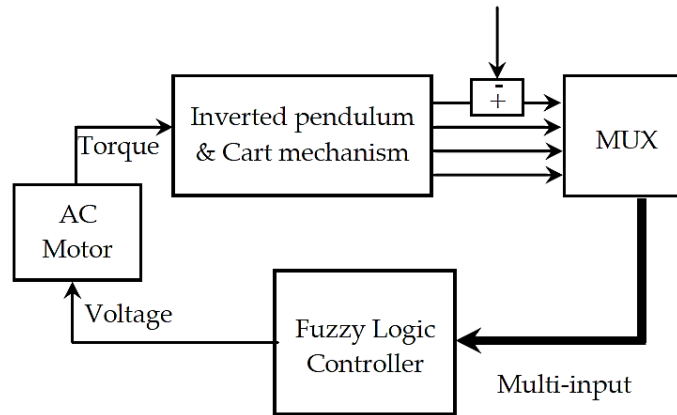 -
+
Inverted pendulum
& Cart mechanism
MUX
Torque
AC
Motor
Voltage
Fuzzy Logic
Controller
Multi-input